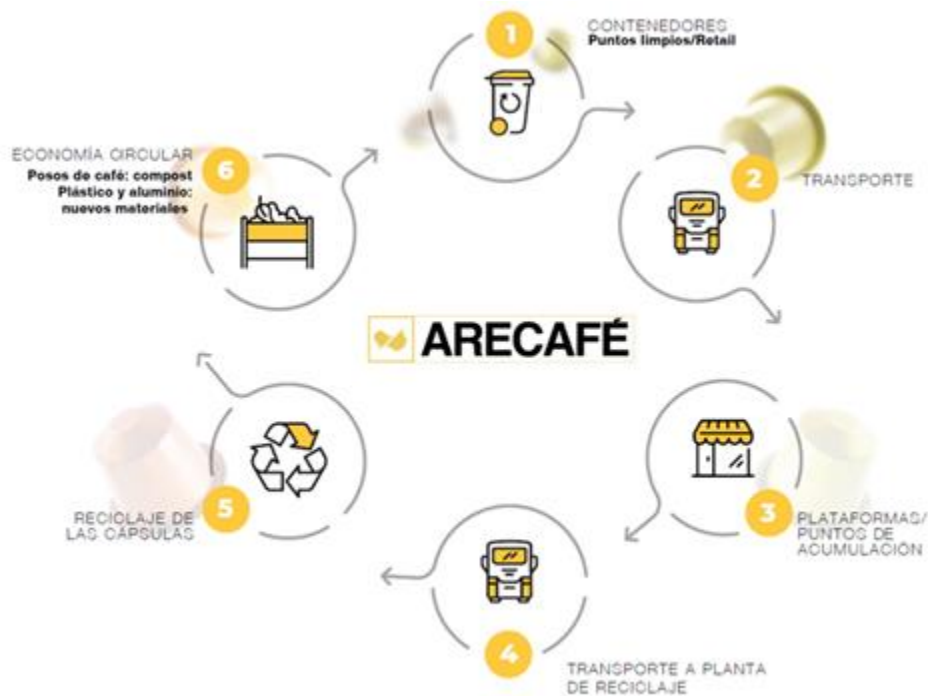 1
CONTENEDORES
Puntos limpios/Retail
2
TRANSPORTE
3
PLATAFORMAS/
PUNTOS DE
ACUMULACIÓN
4
TRANSPORTE A PLANTA
DE RECICLAJE
5
RECICLAJE DE
LAS CÁPSULAS
6
ECONOMÍA CIRCULAR
Posos de café: compost
Plástico y aluminio:
nuevos materiales
ARECAFÉ